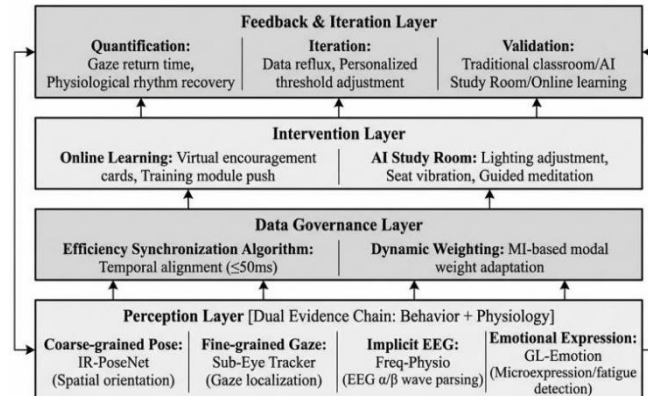 Feedback & Iteration Layer
Quantification:
Gaze return time,
Physiological rhythm recovery
Iteration:
Data reflux, Personalized
threshold adjustment
Validation:
Traditional classroom/AI
Study Room/Online learning
Intervention Layer
Online Learning: Virtual encouragement
cards, Training module push
AI Study Room: Lighting adjustment,
Seat vibration, Guided meditation
Data Governance Layer
Efficiency Synchronization Algorithm:
Temporal alignment (≤50ms)
Dynamic Weighting: MI-based modal
weight adaptation
Perception Layer [Dual Evidence Chain: Behavior + Physiology]
Coarse-grained Pose:
IR-PoseNet
(Spatial orientation)
Fine-grained Gaze:
Sub-Eye Tracker
(Gaze localization)
Implicit EEG:
Freq-Physio
(EEG α/β wave parsing)
Emotional Expression:
GL-Emotion
(Microexpression/fatigue
detection)